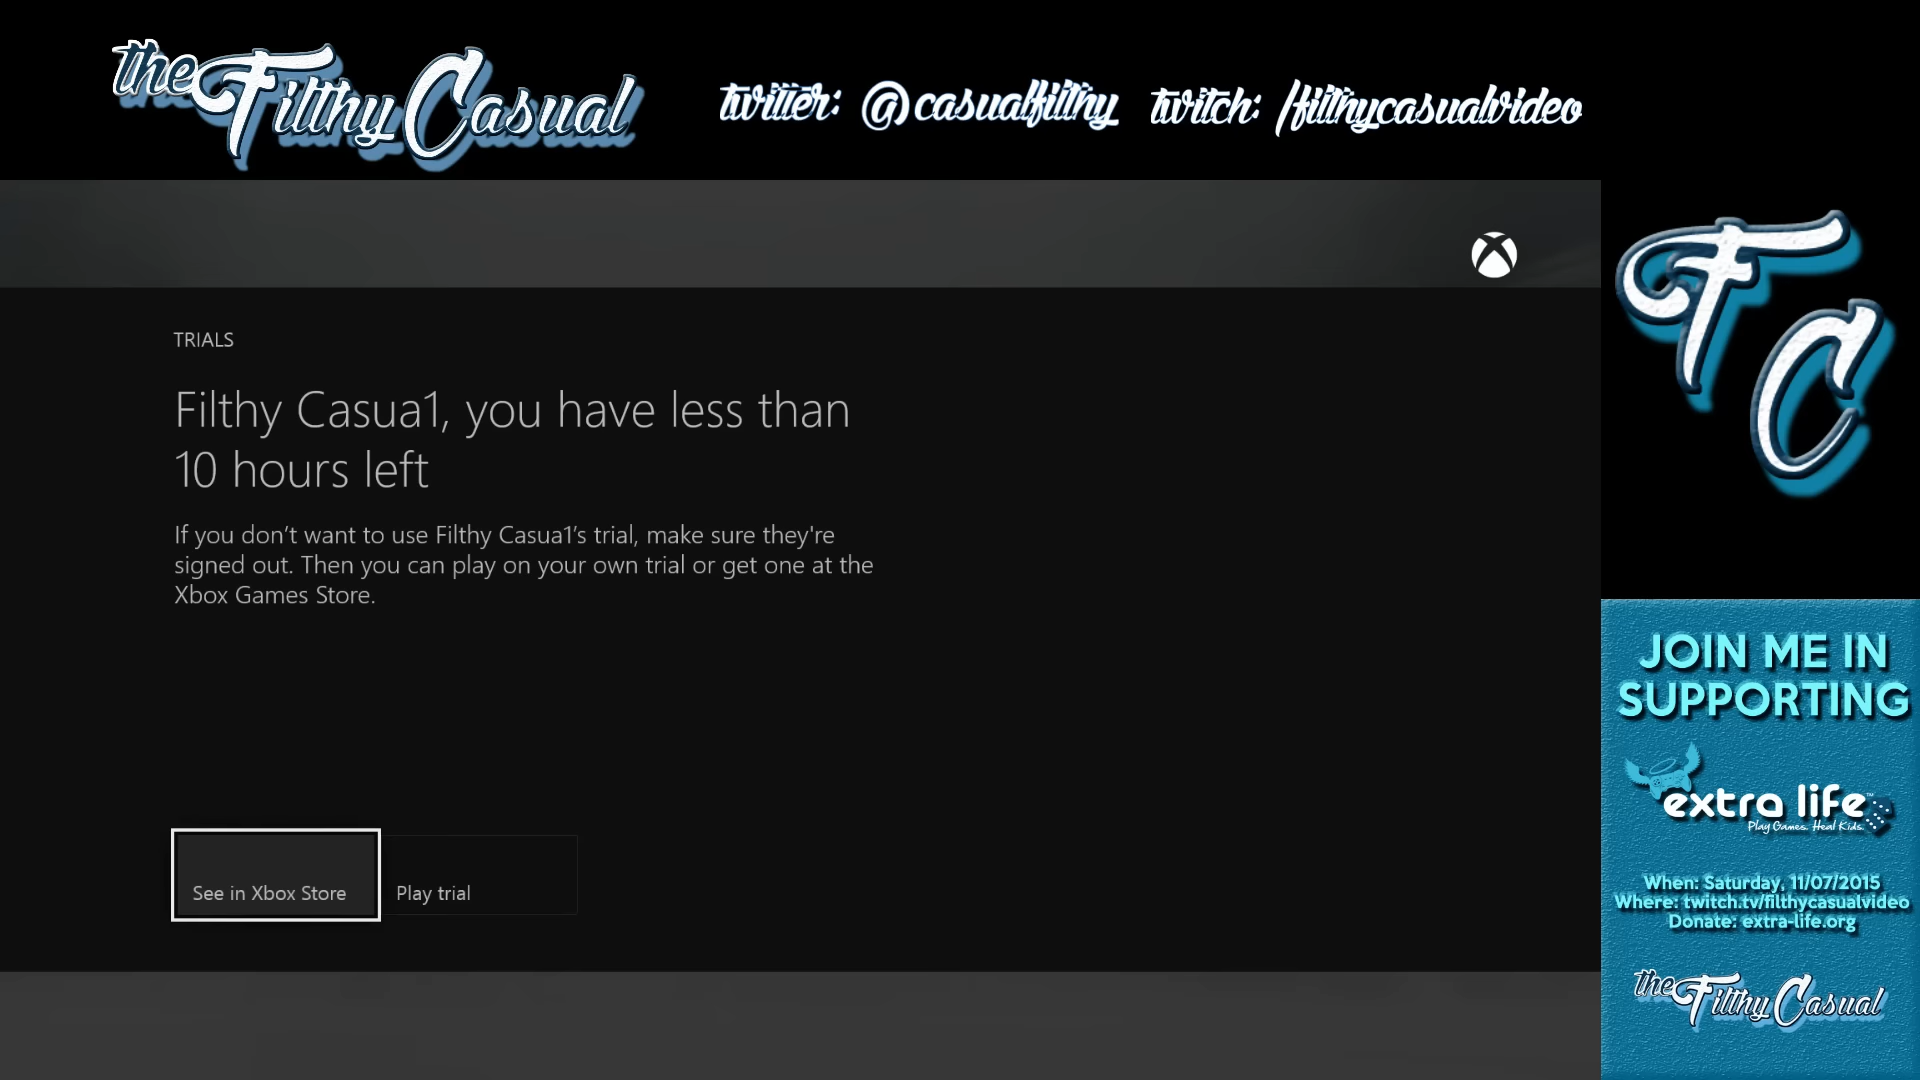 the Filthy Casual
twitter: @casualfilthy twitch: /filthycasualvideo
TRIALS
Filthy Casua1, you have less than
10 hours left
If you don’t want to use Filthy Casua1’s trial, make sure they're
signed out. Then you can play on your own trial or get one at the
Xbox Games Store.
See in Xbox Store
Play trial
F
C
JOIN ME IN
SUPPORTING
extra life™
Play Games. Heal Kids.
When: Saturday, 11/07/2015
Where: twitch.tv/filthycasualvideo
Donate: extra-life.org
the Filthy Casual